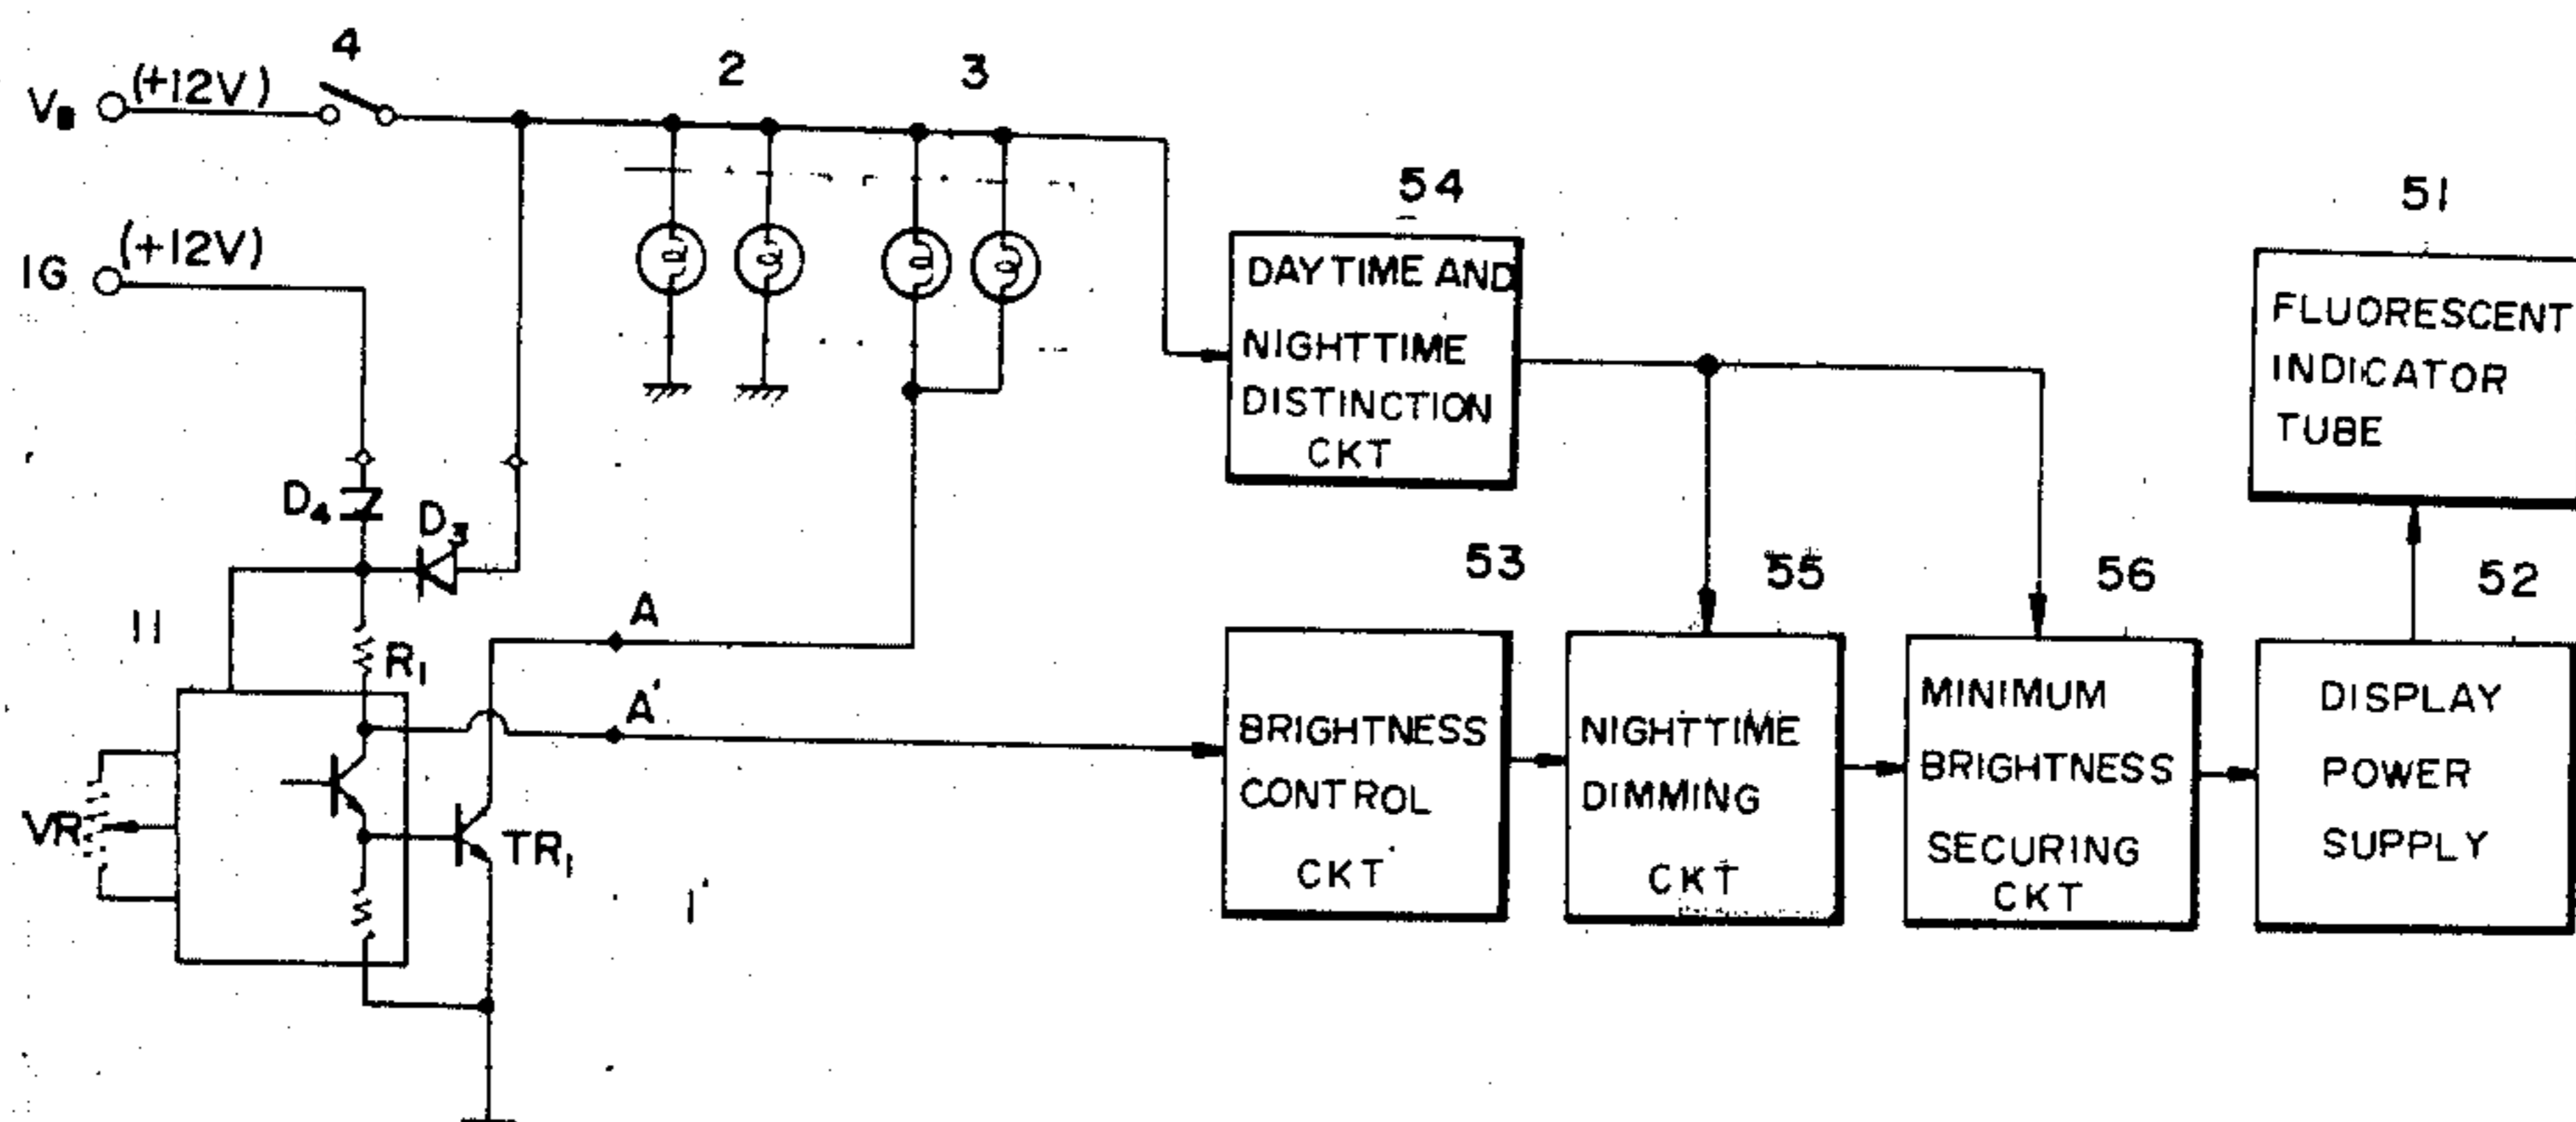 4
2
3
VB (+12V)
54
51
IG (+12V)
DAYTIME AND
NIGHTTIME
DISTINCTION
CKT
FLUORESCENT
INDICATOR
TUBE
D4
D3
53
55
56
52
11
A
R1
A'
BRIGHTNESS
CONTROL
CKT
NIGHTTIME
DIMMING
CKT
MINIMUM
BRIGHTNESS
SECURING
CKT
DISPLAY
POWER
SUPPLY
VR
TR1
1'